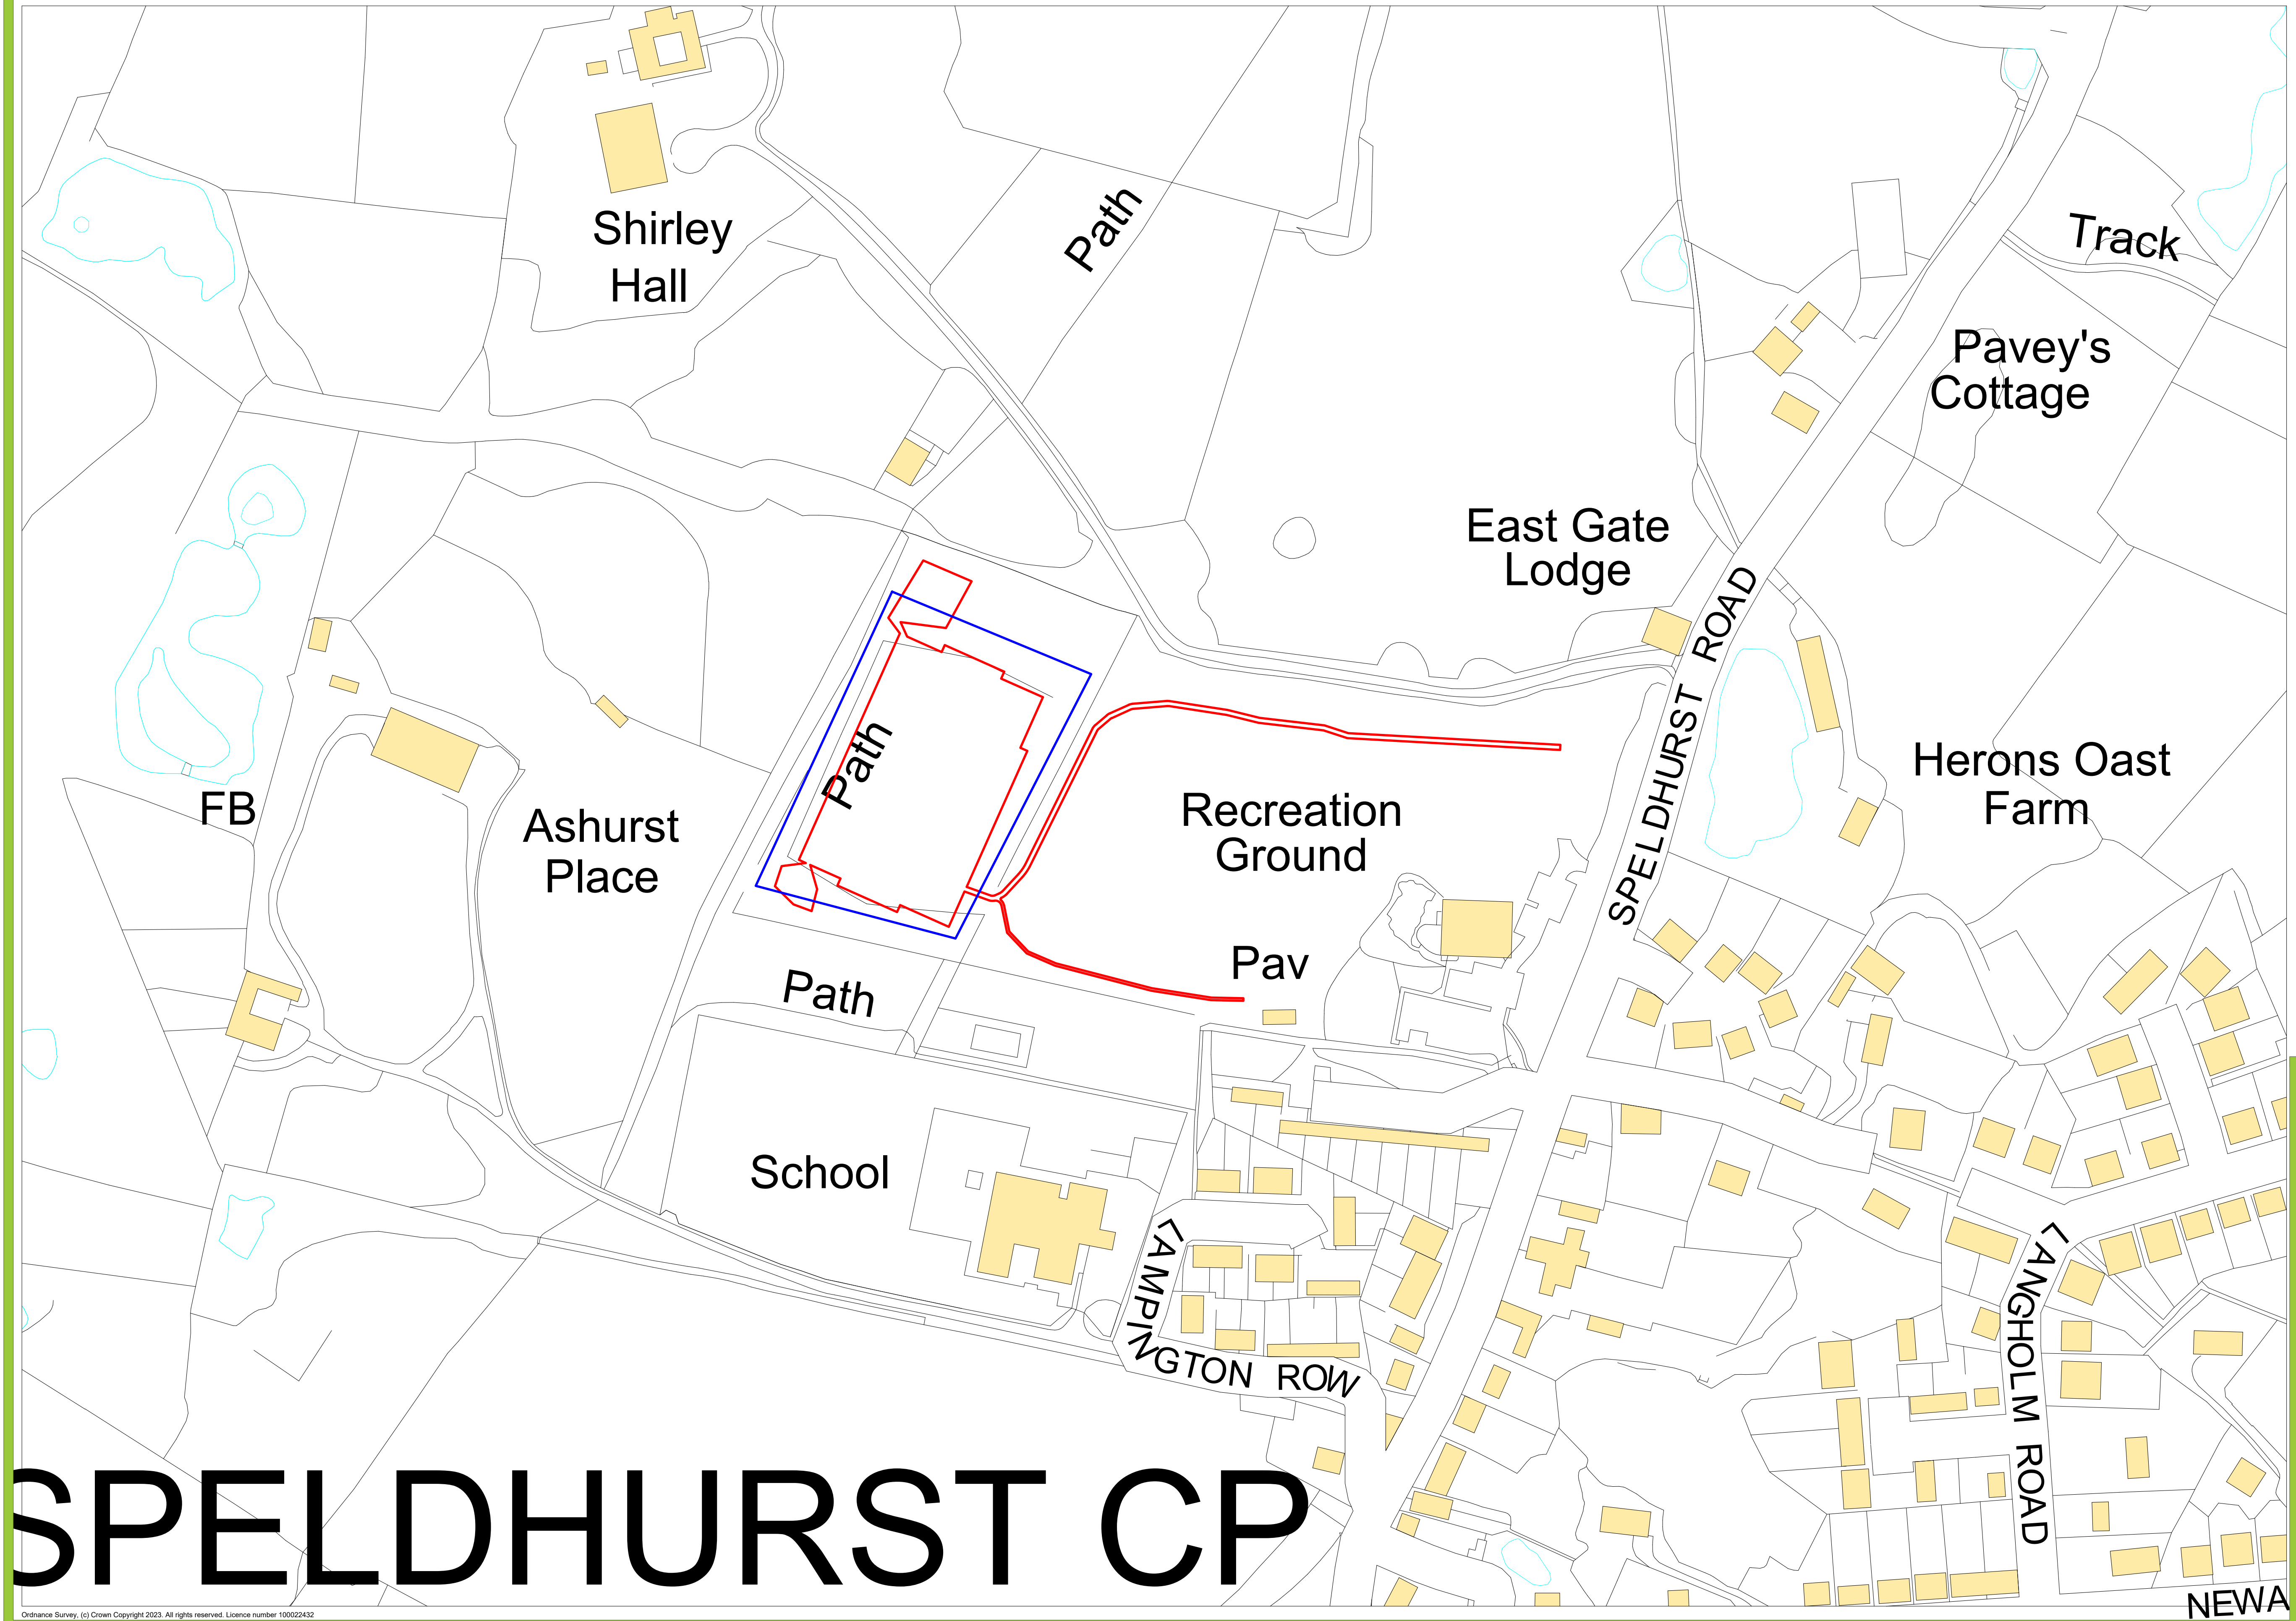 Shirley
Hall
Path
Track
Pavey's
Cottage
East Gate
Lodge
SPELDHURST ROAD
Path
Herons Oast
Farm
FB
Ashurst
Place
Recreation
Ground
Pav
Path
School
LAMPINGTON ROW
LANGHOLM ROAD
SPELDHURST CP
NEWA
Ordnance Survey, (c) Crown Copyright 2023. All rights reserved. Licence number 100022432